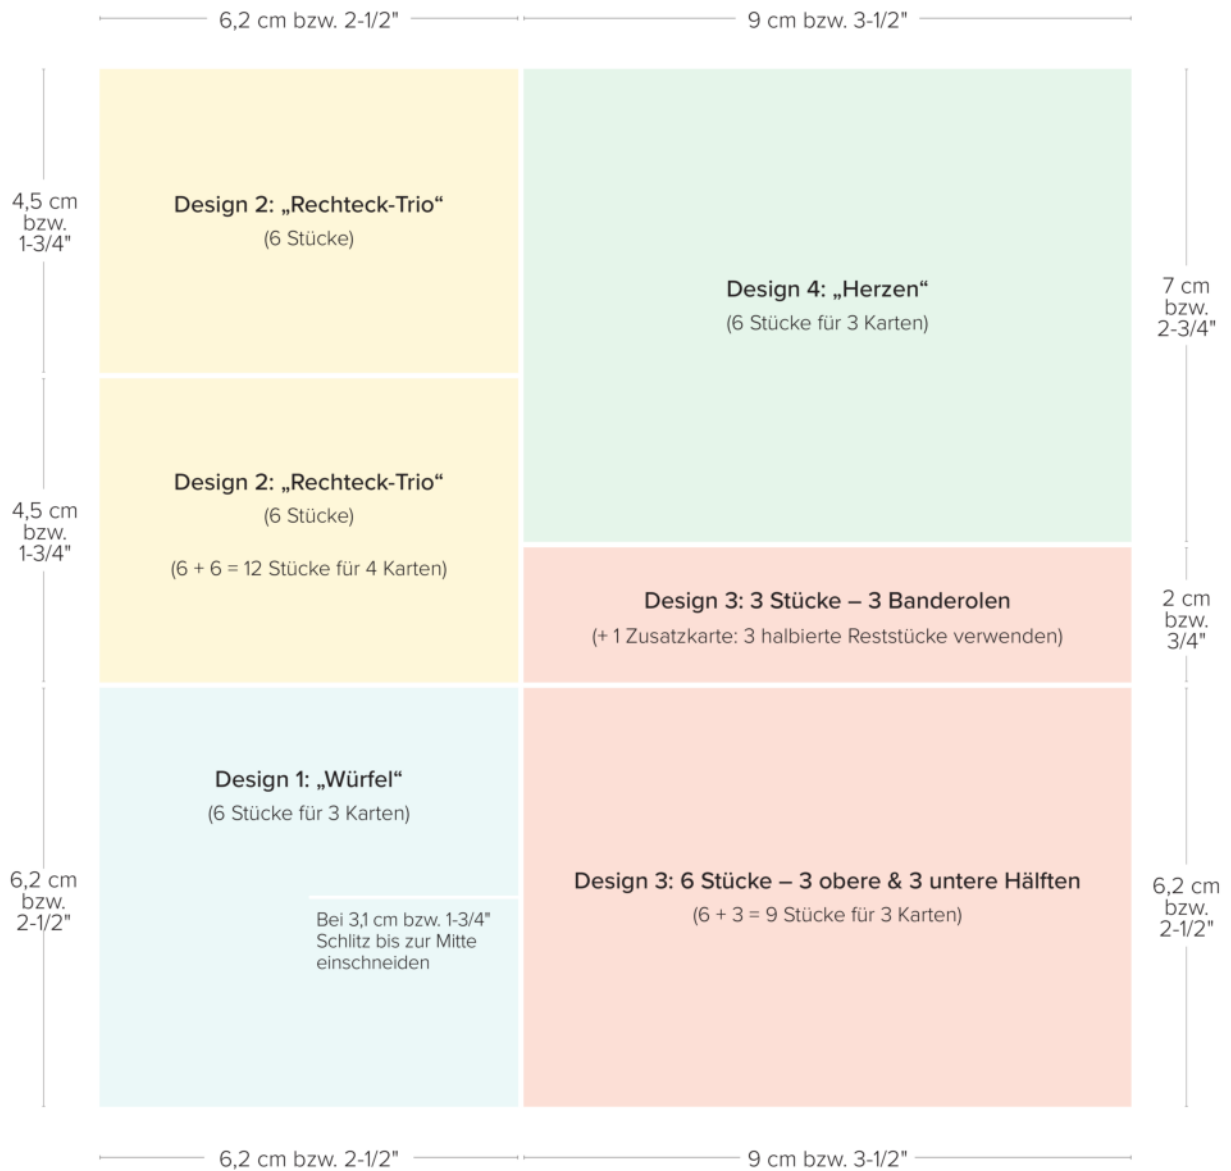 6,2 cm bzw. 2-1/2"
9 cm bzw. 3-1/2"
4,5 cm
bzw.
1-3/4"
Design 2: „Rechteck-Trio“
(6 Stücke)
Design 4: „Herzen“
(6 Stücke für 3 Karten)
7 cm
bzw.
2-3/4"
4,5 cm
bzw.
1-3/4"
Design 2: „Rechteck-Trio“
(6 Stücke)
(6 + 6 = 12 Stücke für 4 Karten)
Design 3: 3 Stücke – 3 Banderolen
(+ 1 Zusatzkarte: 3 halbierte Reststücke verwenden)
2 cm
bzw.
3/4"
6,2 cm
bzw.
2-1/2"
Design 1: „Würfel“
(6 Stücke für 3 Karten)
Bei 3,1 cm bzw. 1-3/4"
Schlitz bis zur Mitte
einschneiden
Design 3: 6 Stücke – 3 obere & 3 untere Hälften
(6 + 3 = 9 Stücke für 3 Karten)
6,2 cm
bzw.
2-1/2"
6,2 cm bzw. 2-1/2"
9 cm bzw. 3-1/2"